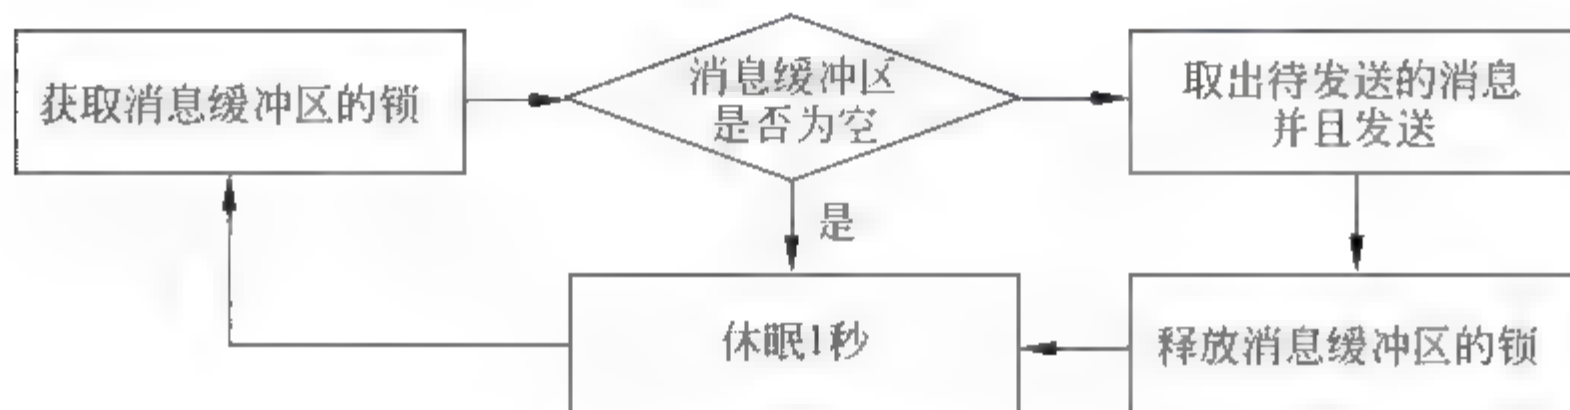 获取消息缓冲区的锁
消息缓冲区
是否为空
取出待发送的消息
并且发送
是
休眠1秒
释放消息缓冲区的锁